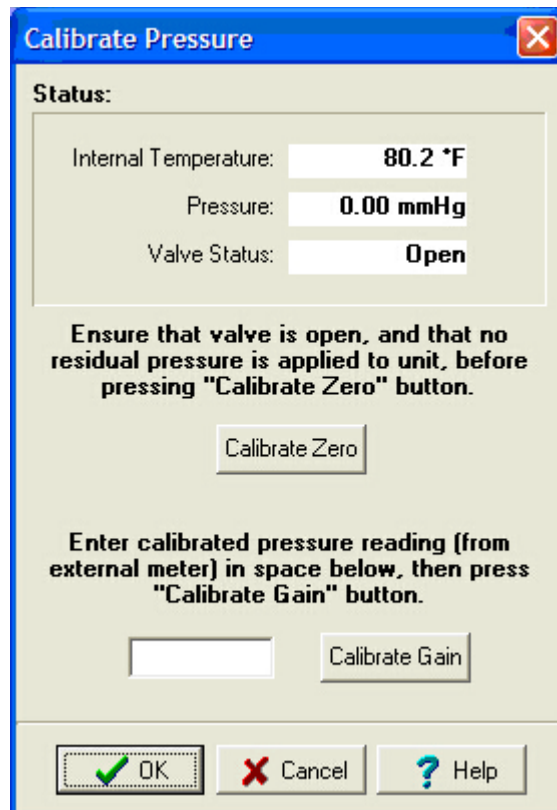 Calibrate Pressure
Status:
Internal Temperature: 80.2 °F
Pressure: 0.00 mmHg
Valve Status: Open
Ensure that valve is open, and that no
residual pressure is applied to unit, before
pressing "Calibrate Zero" button.
Calibrate Zero
Enter calibrated pressure reading (from
external meter) in space below, then press
"Calibrate Gain" button.
Calibrate Gain
OK Cancel Help